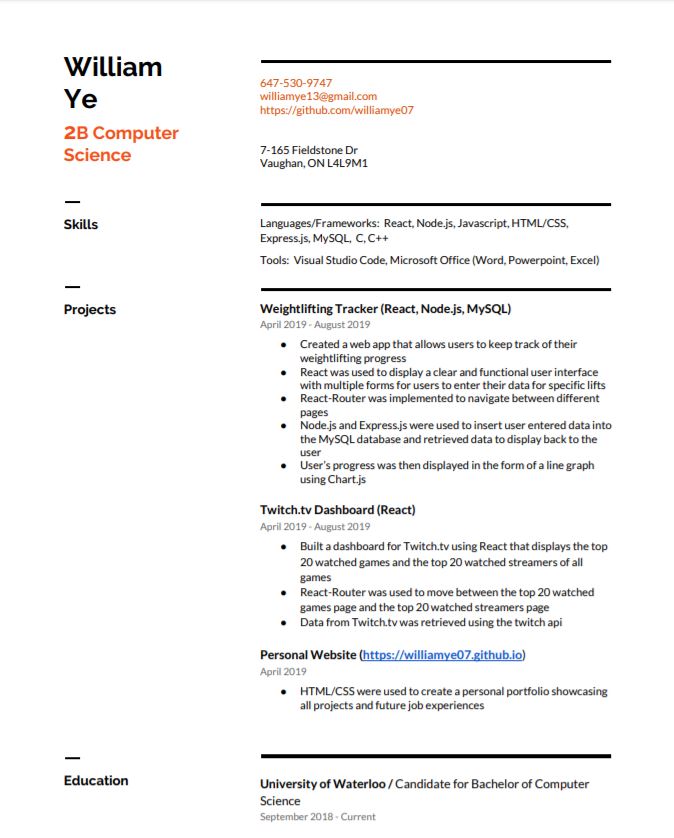 William
Ye
2B Computer
Science
647-530-9747
williamye13@gmail.com
https://github.com/williamye07
7-165 Fieldstone Dr
Vaughan, ON L4L9M1
Skills
Languages/Frameworks: React, Node.js, Javascript, HTML/CSS,
Express.js, MySQL, C, C++
Tools: Visual Studio Code, Microsoft Office (Word, Powerpoint, Excel)
Projects
Weightlifting Tracker (React, Node.js, MySQL)
April 2019 - August 2019
● Created a web app that allows users to keep track of their
weightlifting progress
● React was used to display a clear and functional user interface
with multiple forms for users to enter their data for specific lifts
● React-Router was implemented to navigate between different
pages
● Node.js and Express.js were used to insert user entered data into
the MySQL database and retrieved data to display back to the
user
● User's progress was then displayed in the form of a line graph
using Chart.js
Twitch.tv Dashboard (React)
April 2019 - August 2019
● Built a dashboard for Twitch.tv using React that displays the top
20 watched games and the top 20 watched streamers of all
games
● React-Router was used to move between the top 20 watched
games page and the top 20 watched streamers page
● Data from Twitch.tv was retrieved using the twitch api
Personal Website (https://williamye07.github.io)
April 2019
● HTML/CSS were used to create a personal portfolio showcasing
all projects and future job experiences
Education
University of Waterloo / Candidate for Bachelor of Computer
Science
September 2018 - Current